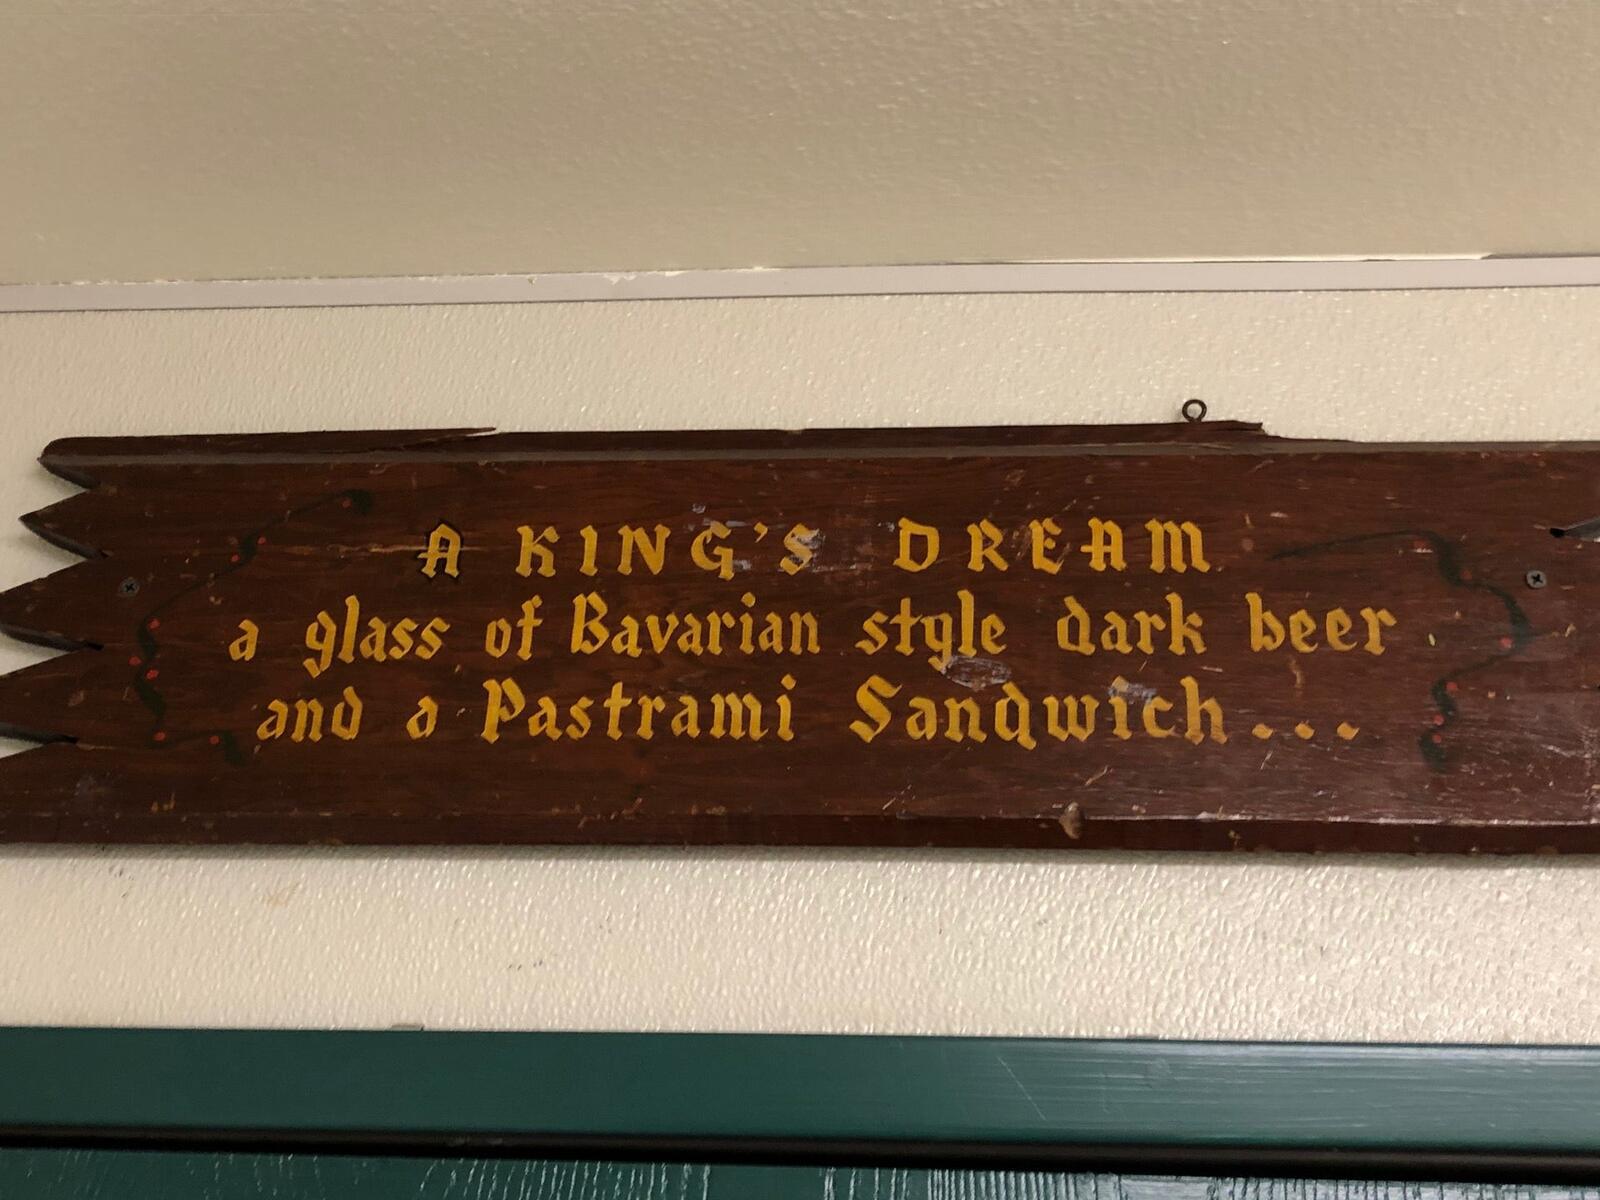 A KING'S DREAM
a glass of Bavarian style dark beer
and a Pastrami Sandwich...